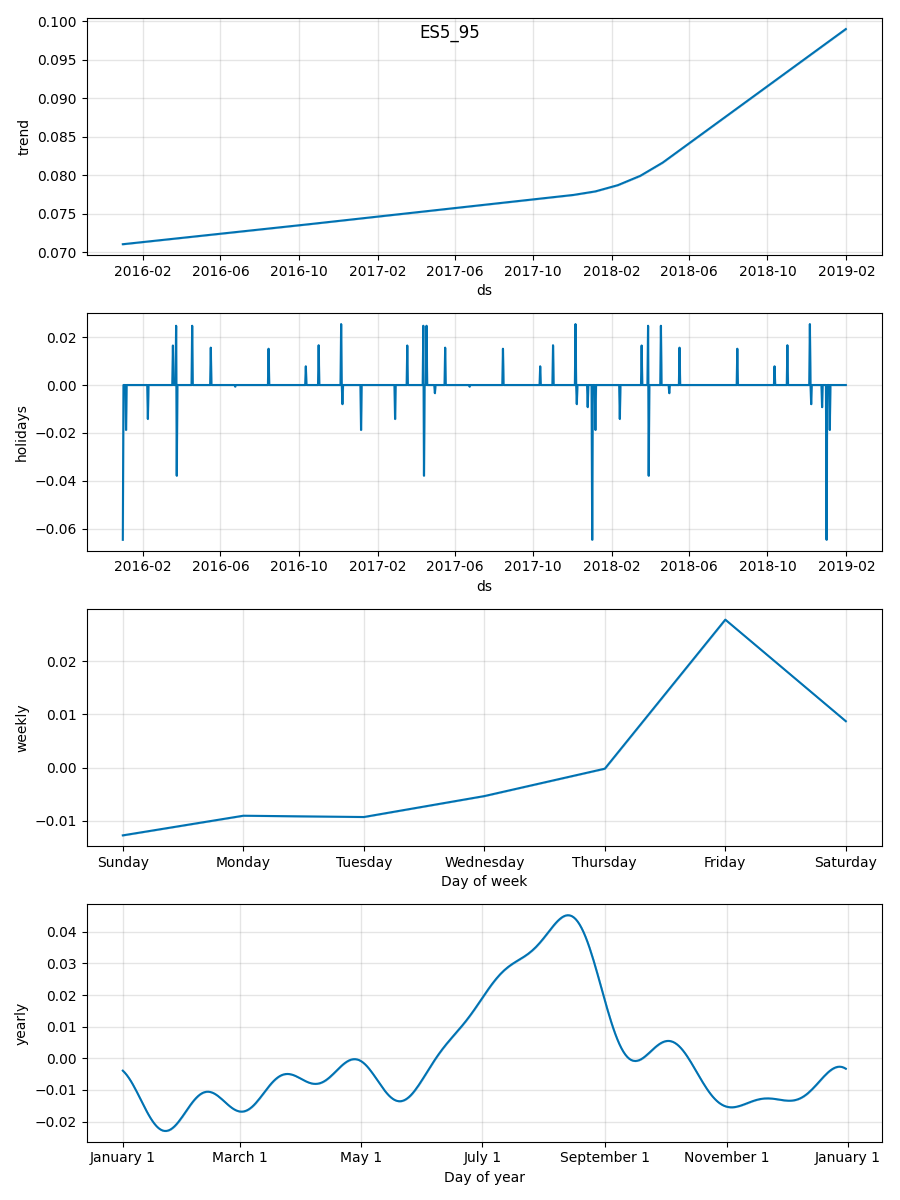 ES5_95
0.100
0.095
0.090
0.085
0.080
0.075
0.070
trend
2016-02 2016-06 2016-10 2017-02 2017-06 2017-10 2018-02 2018-06 2018-10 2019-02
ds
0.02
0.00
−0.02
−0.04
−0.06
holidays
2016-02 2016-06 2016-10 2017-02 2017-06 2017-10 2018-02 2018-06 2018-10 2019-02
ds
0.02
0.01
0.00
−0.01
weekly
Sunday Monday Tuesday Wednesday Thursday Friday Saturday
Day of week
0.04
0.03
0.02
0.01
0.00
−0.01
−0.02
yearly
January 1 March 1 May 1 July 1 September 1 November 1 January 1
Day of year